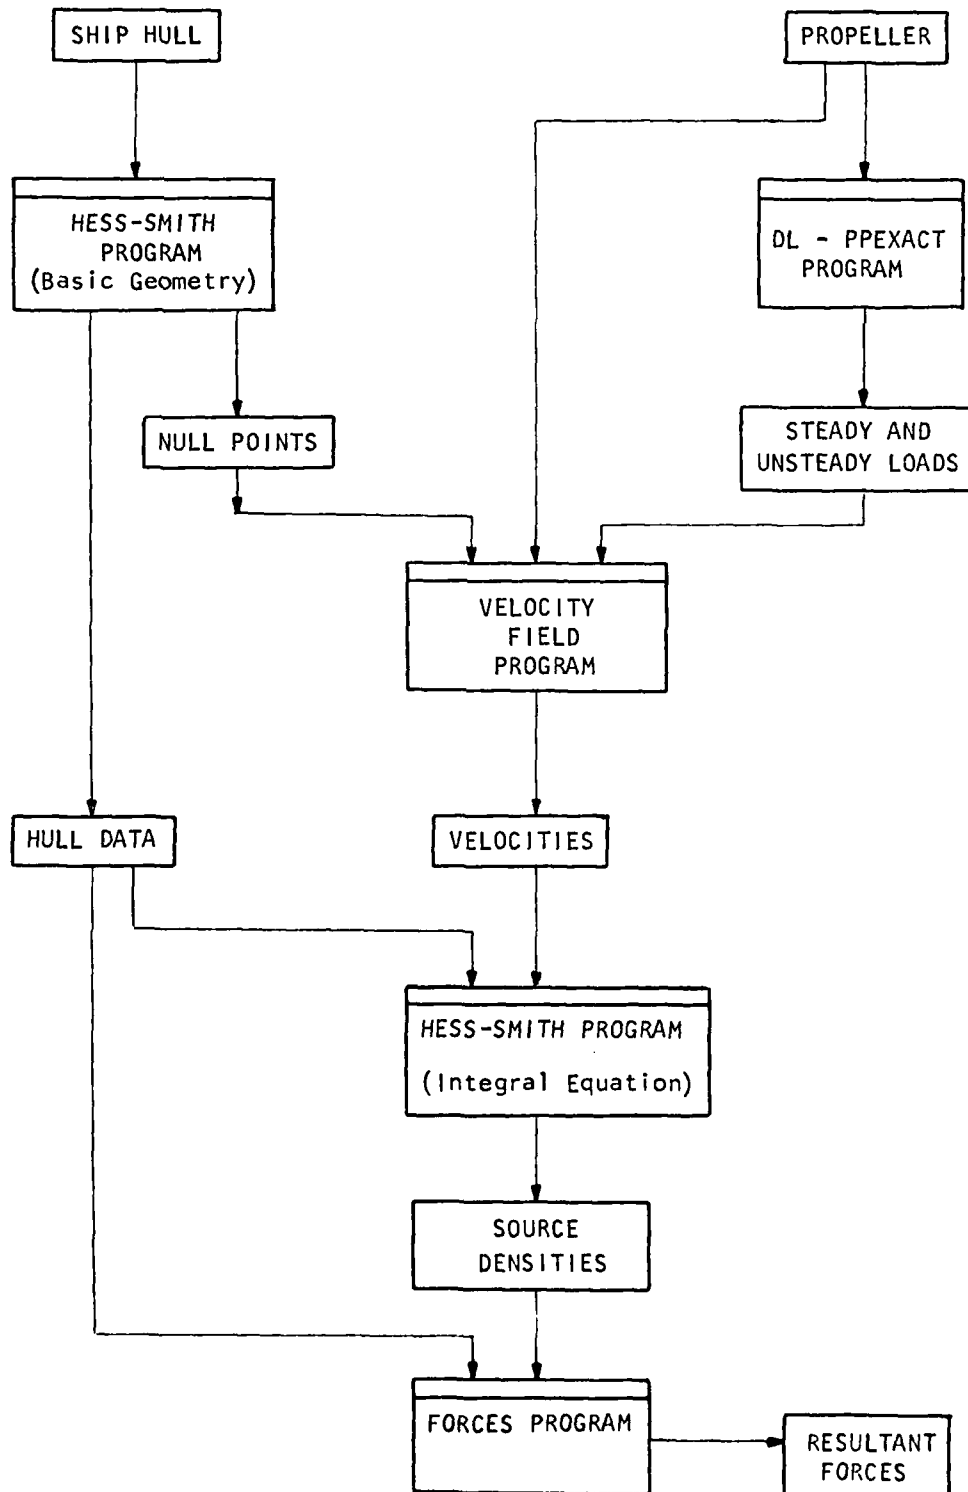 SHIP HULL
PROPELLER
HESS-SMITH
PROGRAM
(Basic Geometry)
DL - PPEXACT
PROGRAM
NULL POINTS
STEADY AND
UNSTEADY LOADS
VELOCITY
FIELD
PROGRAM
HULL DATA
VELOCITIES
HESS-SMITH PROGRAM
(Integral Equation)
SOURCE
DENSITIES
FORCES PROGRAM
RESULTANT
FORCES